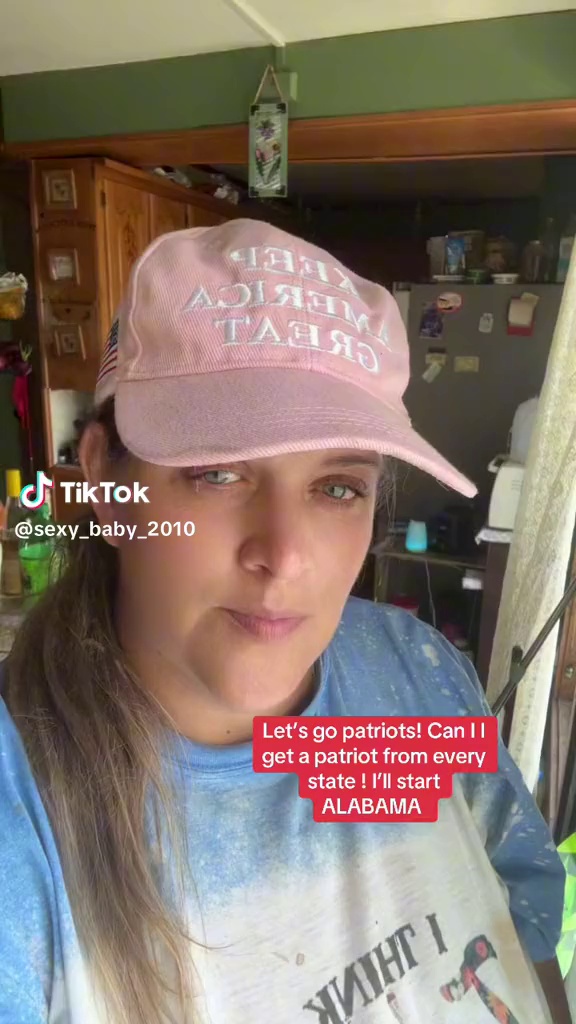 KEEP
AMERICA
GREAT
TikTok
@sexy_baby_2010
Let's go patriots! Can I I
get a patriot from every
state ! I'll start
ALABAMA
I THINK